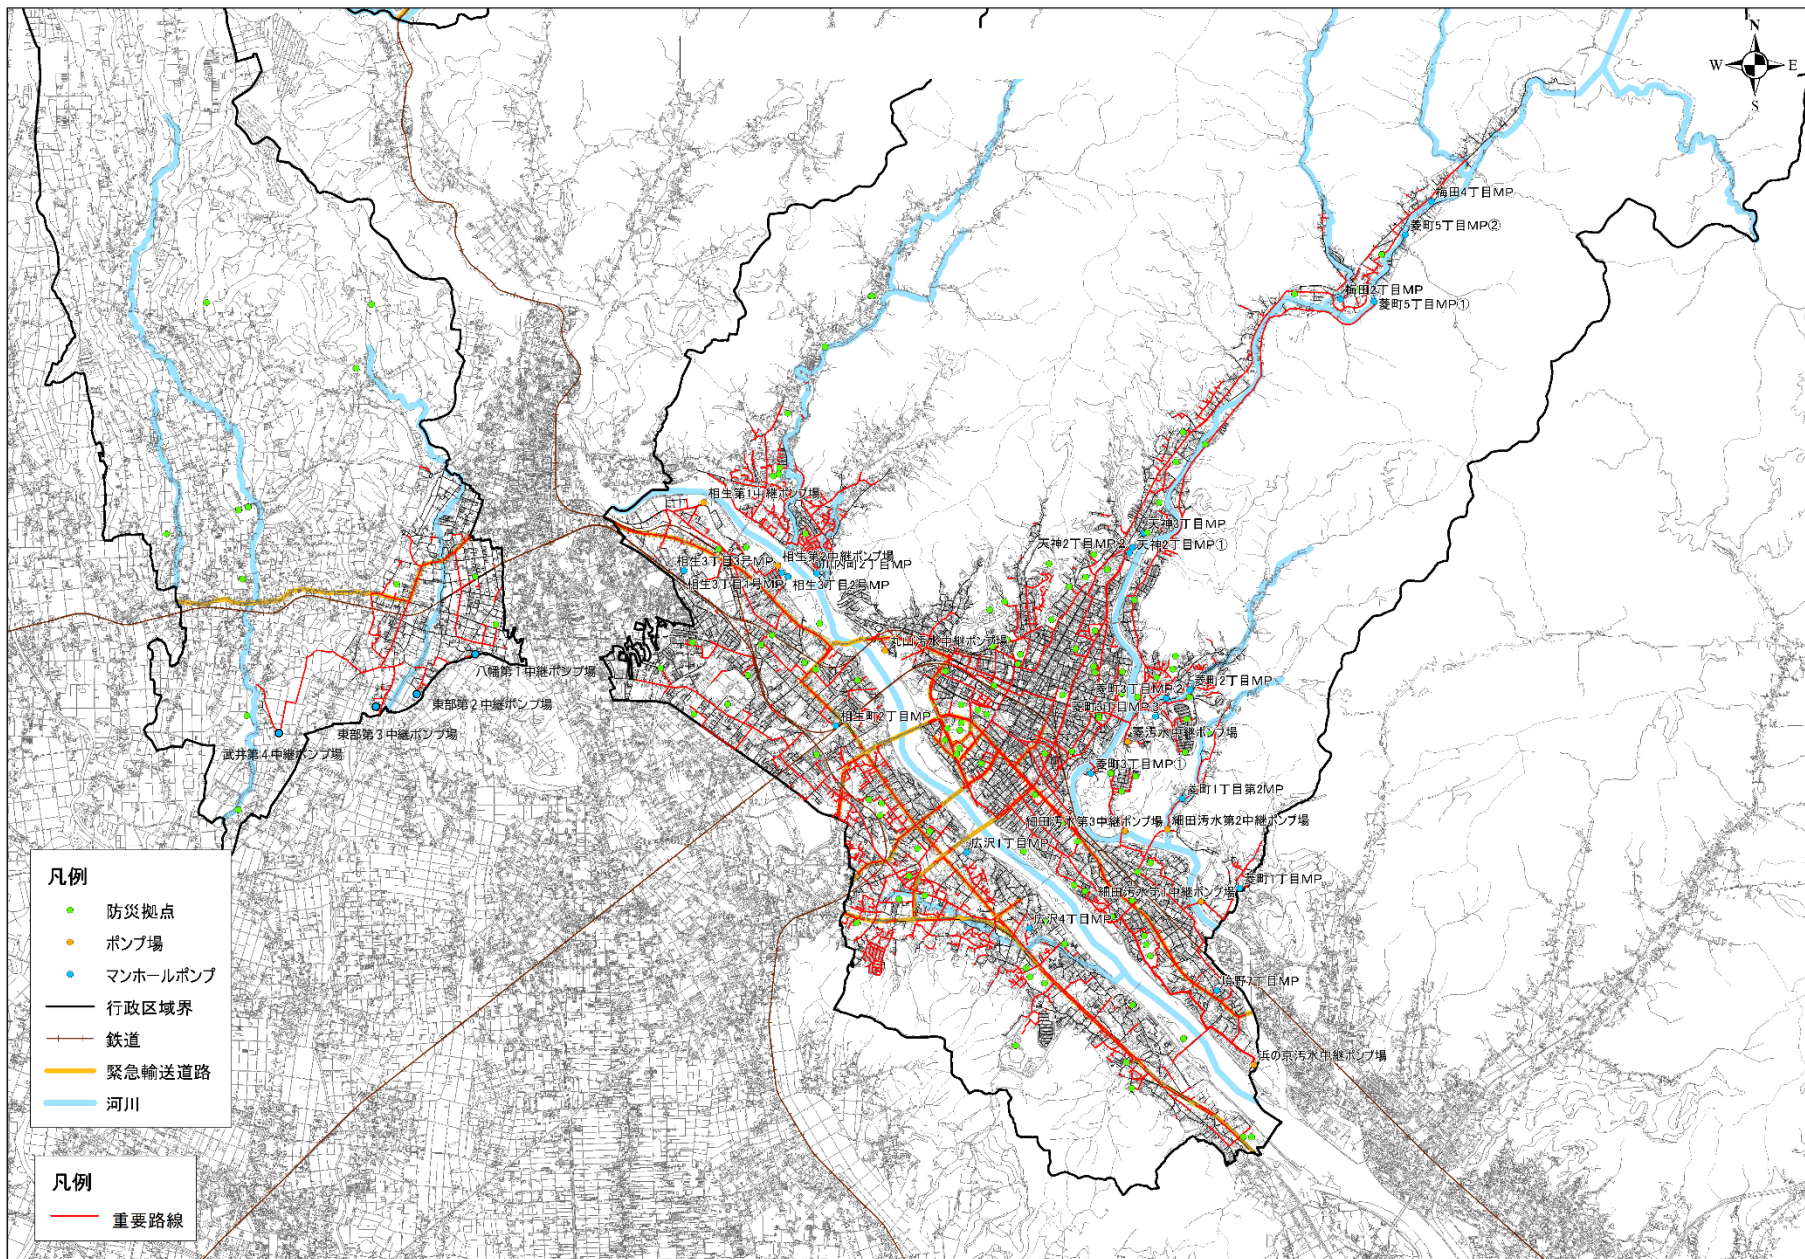 N
W E
S
梅田4丁目MP
菱町5丁目MP②
梅田2丁目MP
菱町5丁目MP①
相生第1中継ポンプ場
天神3丁目MP
天神2丁目MP②
天神2丁目MP①
相生第2中継ポンプ場
相生3丁目3号MP
川内町2丁目MP
相生3丁目1号MP
相生3丁目2号MP
丸山汚水中継ポンプ場
八幡第1中継ポンプ場
菱町3丁目MP②
菱町2丁目MP
東部第2中継ポンプ場
菱町3丁目MP③
相生町2丁目MP
東部第3中継ポンプ場
菱汚水中継ポンプ場
武井第4中継ポンプ場
菱町3丁目MP①
菱町1丁目第2MP
細田汚水第3中継ポンプ場
細田汚水第2中継ポンプ場
広沢1丁目MP
菱町1丁目MP
細田汚水第1中継ポンプ場
広沢4丁目MP
境野7丁目MP
浜の京汚水中継ポンプ場
凡例
防災拠点
ポンプ場
マンホールポンプ
行政区域界
鉄道
緊急輸送道路
河川
凡例
重要路線